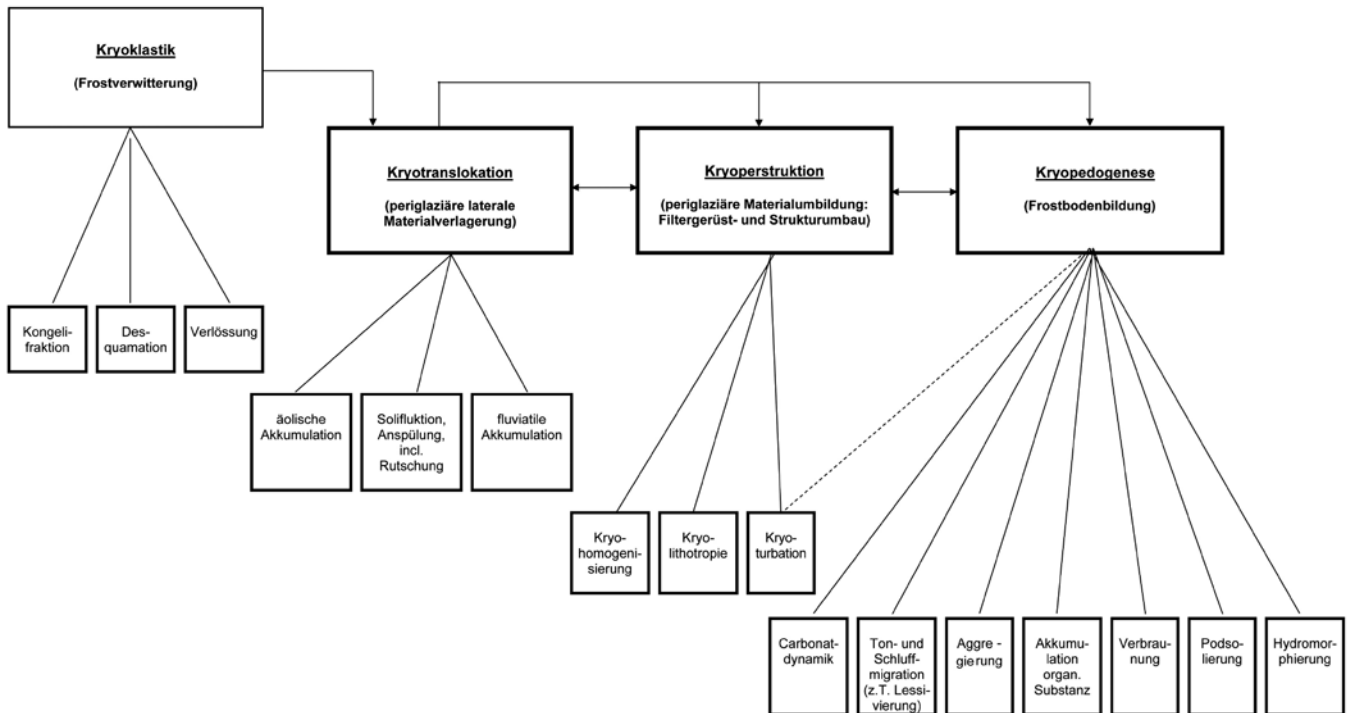 Kryoklastik
(Frostverwitterung)
Kryotranslokation
(periglaziäre laterale
Materialverlagerung)
Kryoperstruktion
(periglaziäre Materialumbildung:
Filtergerüst- und Strukturumbau)
Kryopedogenese
(Frostbodenbildung)
Kongeli-
fraktion
Des-
quamation
Verlössung
äolische
Akkumulation
Solifluktion,
Anspülung,
incl.
Rutschung
fluviatile
Akkumulation
Kryo-
homogeni-
sierung
Kryo-
lithotropie
Kryo-
turbation
Carbonat-
dynamik
Ton- und
Schluff-
migration
(z.T. Lessi-
vierung)
Aggre -
gierung
Akkumu-
lation
organ.
Substanz
Verbrau-
nung
Podso-
lierung
Hydromor-
phierung